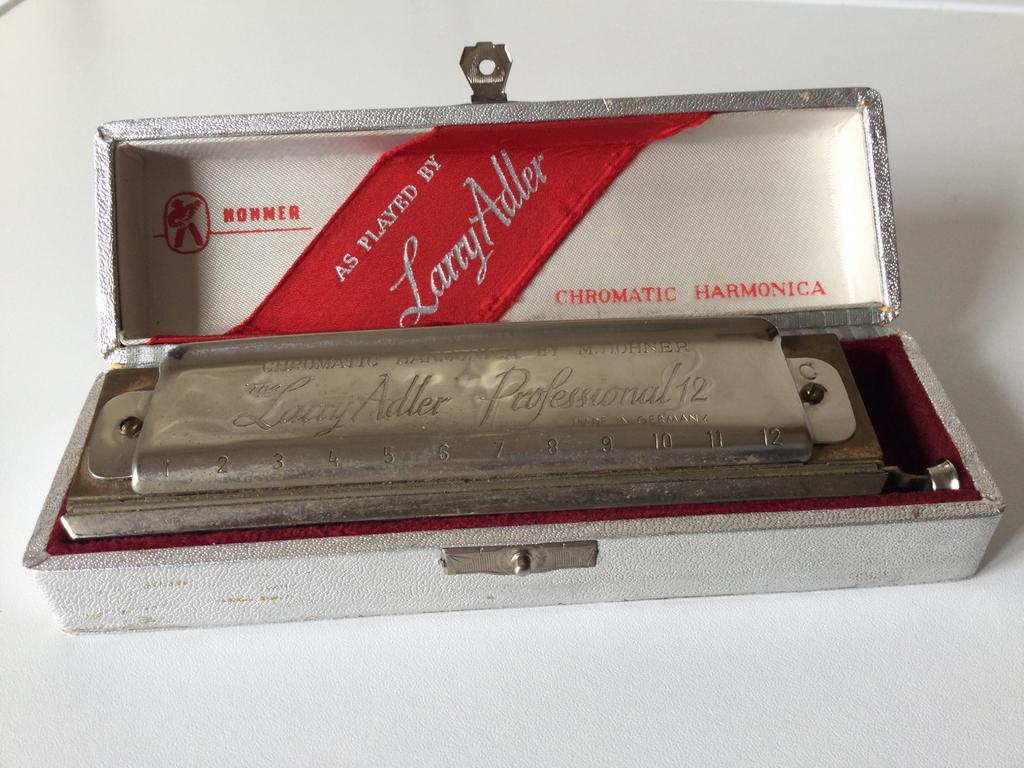 HOHNER
AS PLAYED BY
Larry Adler
CHROMATIC HARMONICA
CHROMATIC HARMONICA BY M.HOHNER
The Larry Adler Professional 12
MADE IN GERMANY
C
1 2 3 4 5 6 7 8 9 10 11 12